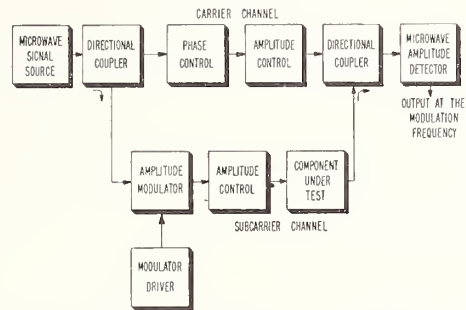 CARRIER CHANNEL
MICROWAVE
SIGNAL
SOURCE
DIRECTIONAL
COUPLER
PHASE
CONTROL
AMPLITUDE
CONTROL
DIRECTIONAL
COUPLER
MICROWAVE
AMPLITUDE
DETECTOR
OUTPUT AT THE
MODULATION
FREQUENCY
AMPLITUDE
MODULATOR
AMPLITUDE
CONTROL
COMPONENT
UNDER
TEST
SUBCARRIER CHANNEL
MODULATOR
DRIVER